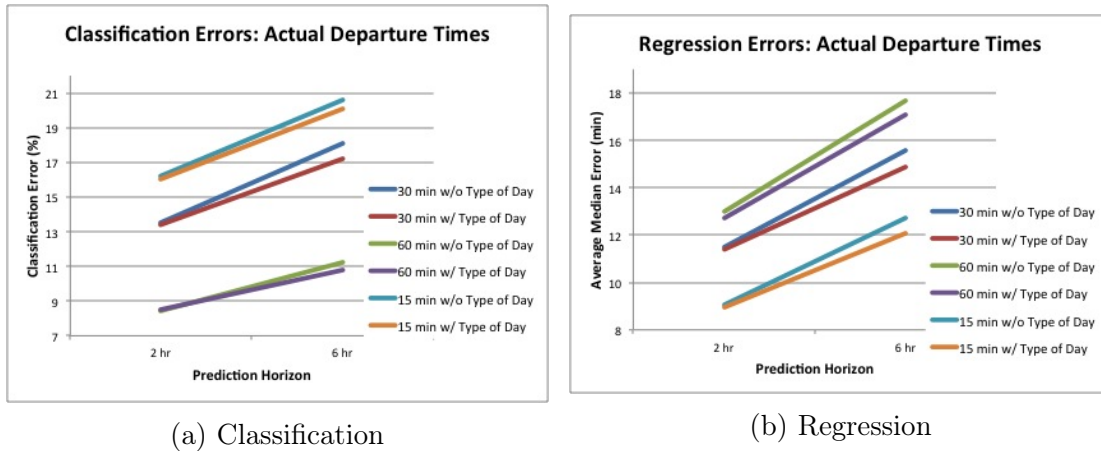 Classification Errors: Actual Departure Times
21
19
17
15
13
11
9
7
Classification Error (%)
2 hr
6 hr
Prediction Horizon
30 min w/o Type of Day
30 min w/ Type of Day
60 min w/o Type of Day
60 min w/ Type of Day
15 min w/o Type of Day
15 min w/ Type of Day
(a) Classification
Regression Errors: Actual Departure Times
18
16
14
12
10
8
Average Median Error (min)
2 hr
6 hr
Prediction Horizon
30 min w/o Type of Day
30 min w/ Type of Day
60 min w/o Type of Day
60 min w/ Type of Day
15 min w/o Type of Day
15 min w/ Type of Day
(b) Regression